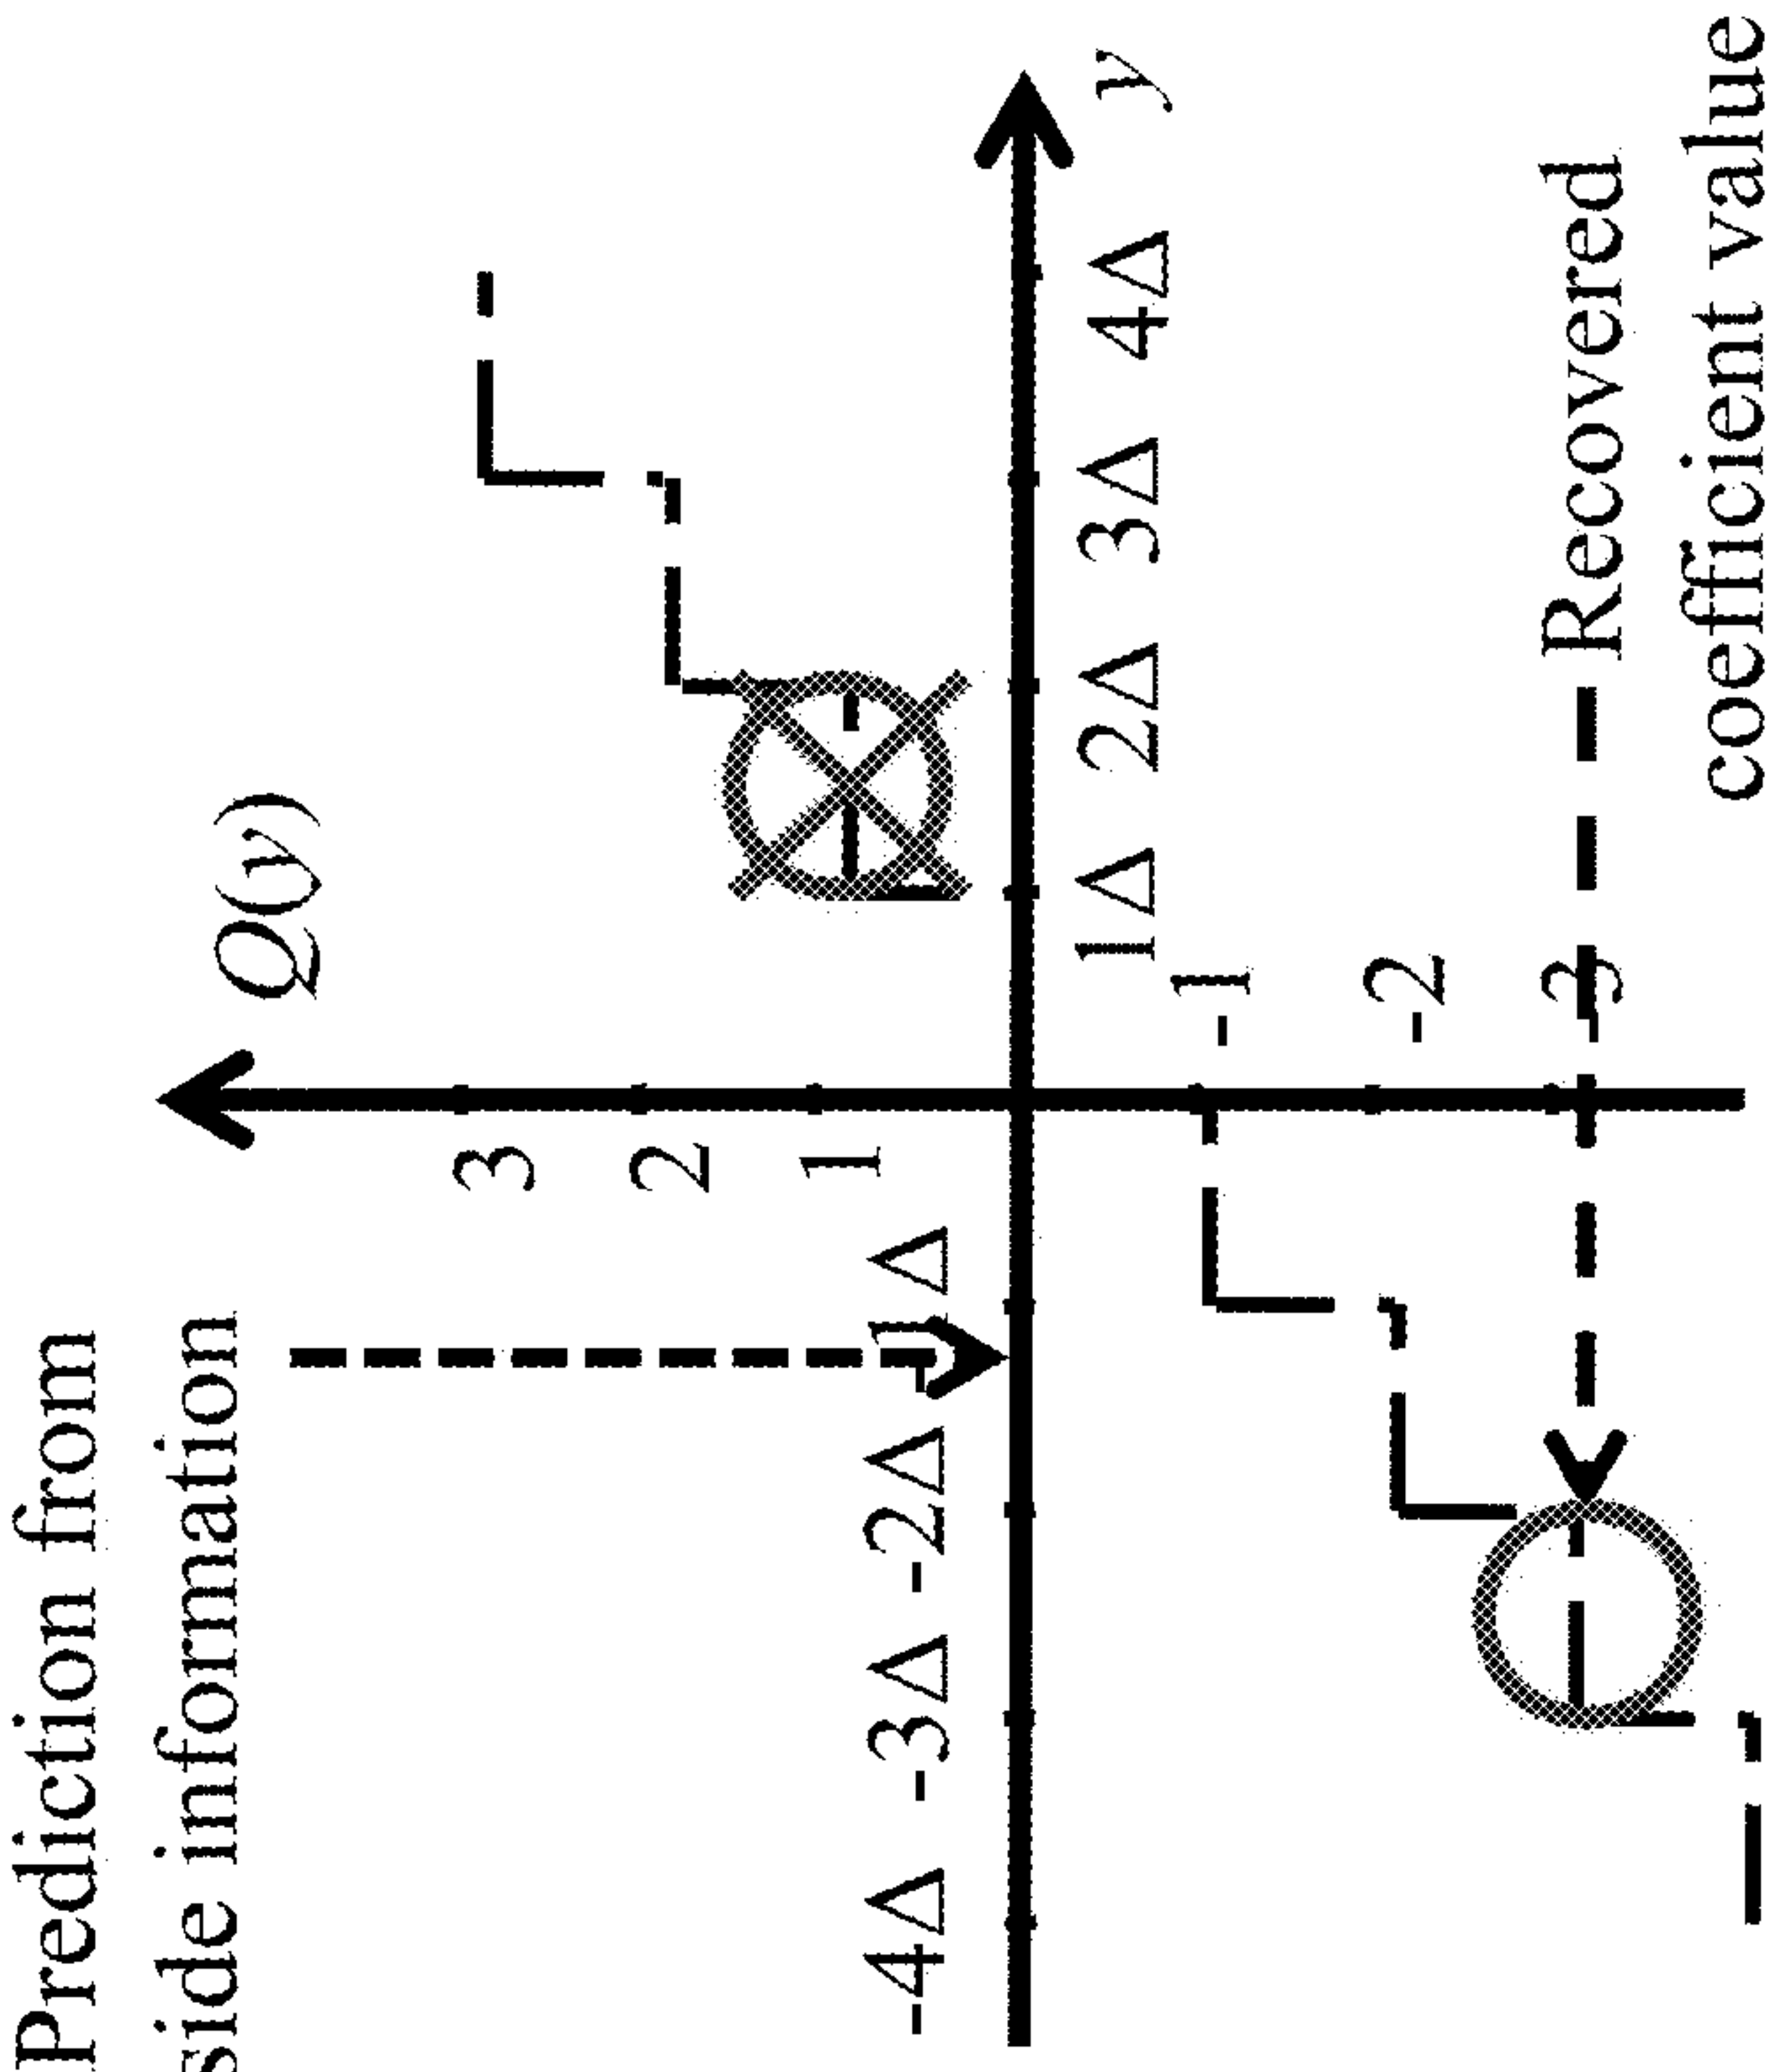 Prediction from
side information
Q(y)
3
2
1
-4Δ -3Δ -2Δ -1Δ
1Δ 2Δ 3Δ 4Δ
y
-1
-2
-3
Recovered
coefficient value